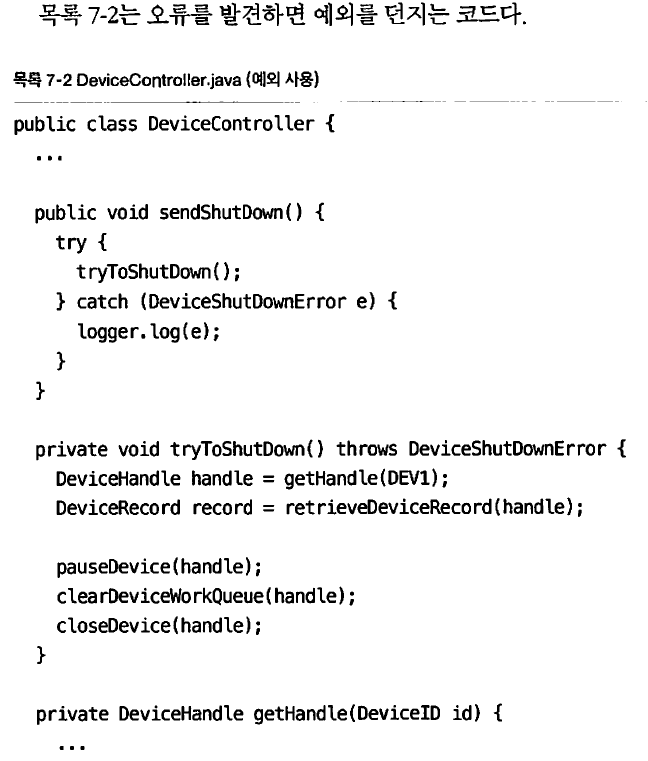 목록 7-2는 오류를 발견하면 예외를 던지는 코드다.
목록 7-2 DeviceController.java (예외 사용)
public class DeviceController {
...
public void sendShutDown() {
try {
tryToShutDown();
} catch (DeviceShutDownError e) {
logger.log(e);
}
}
private void tryToShutDown() throws DeviceShutDownError {
DeviceHandle handle = getHandle(DEV1);
DeviceRecord record = retrieveDeviceRecord(handle);
pauseDevice(handle);
clearDeviceWorkQueue(handle);
closeDevice(handle);
}
private DeviceHandle getHandle(DeviceID id) {
...